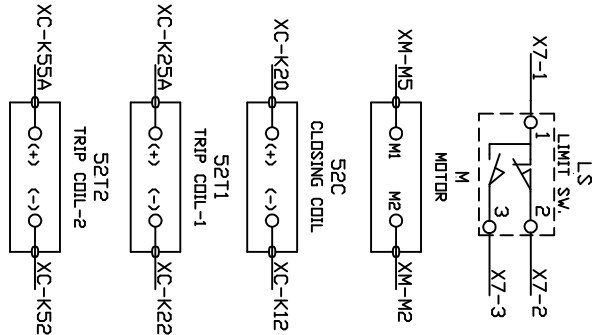 LS
LIMIT SW.
X7-1
1
2
X7-2
3
X7-3
M
MOTOR
XM-M5
M1
M2
XM-M2
52C
CLOSING COIL
XC-K20
(+)
(-)
XC-K12
52T1
TRIP COIL-1
XC-K25A
(+)
(-)
XC-K22
52T2
TRIP COIL-2
XC-K55A
(+)
(-)
XC-K52